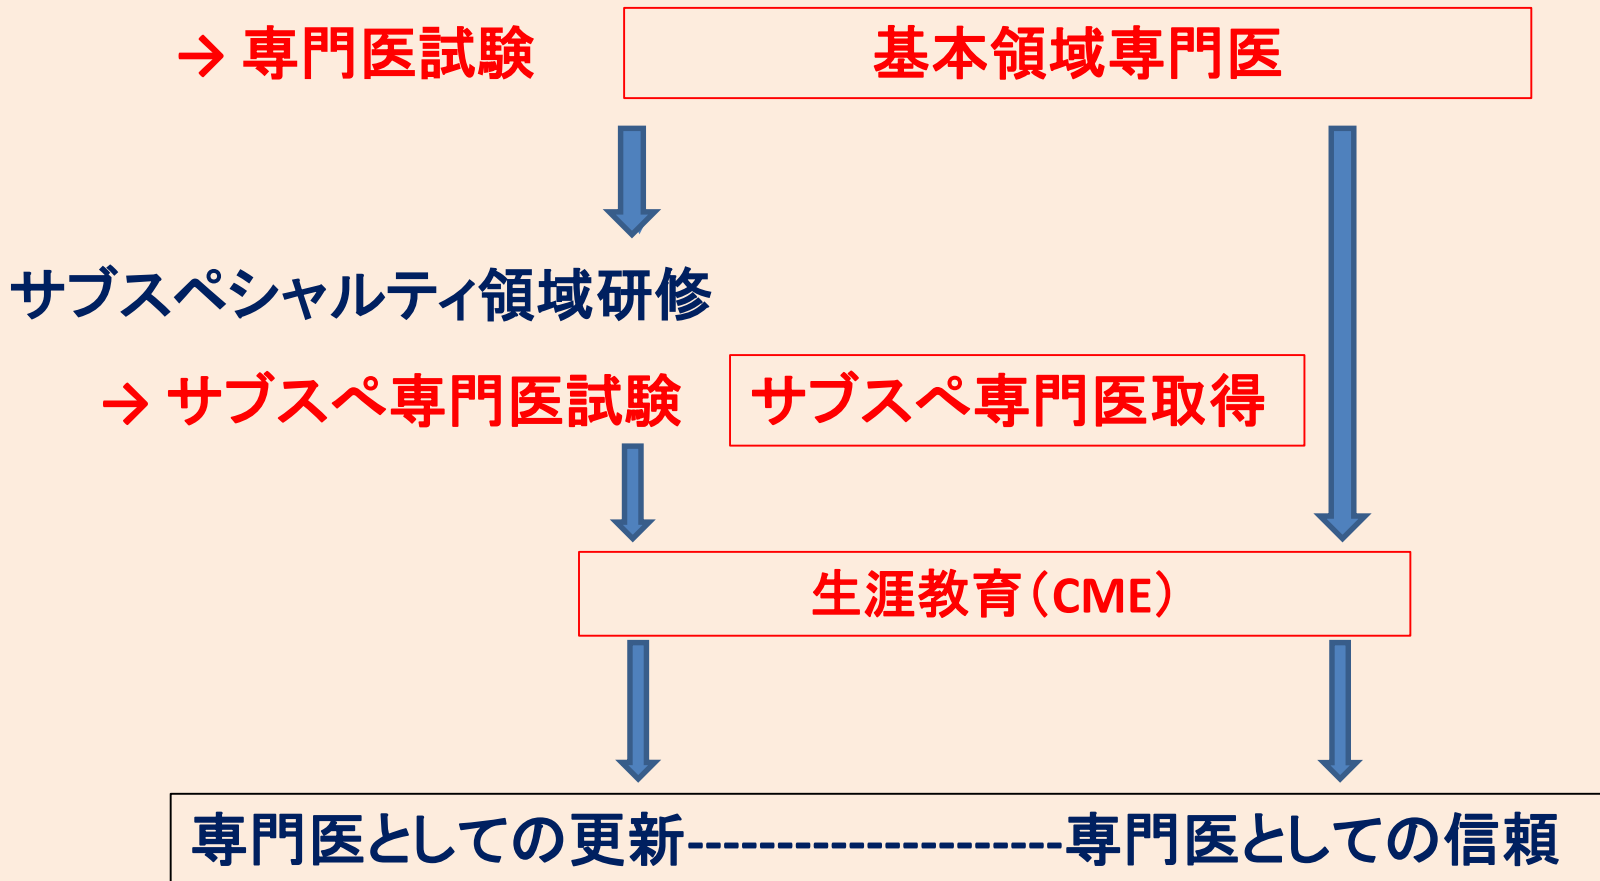 → 専門医試験
基本領域専門医
サブスペシャルティ領域研修
→ サブスペ専門医試験
サブスペ専門医取得
生涯教育（CME）
専門医としての更新---------------------専門医としての信頼